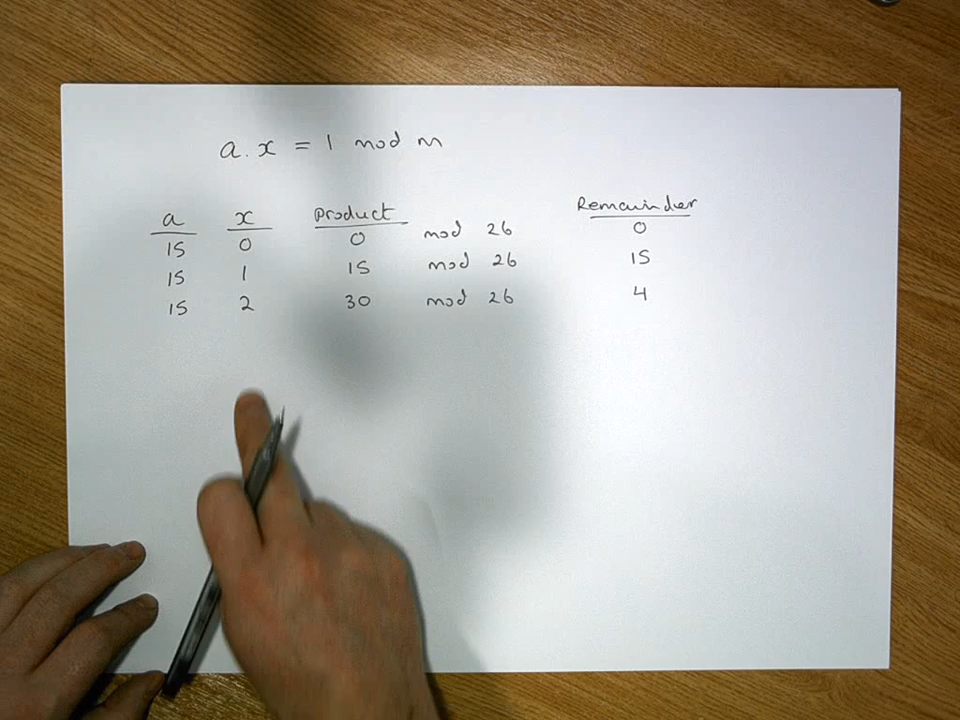 a.x = 1 mod m
a x Product Remainder
15 0 0 mod 26 0
15 1 15 mod 26 15
15 2 30 mod 26 4